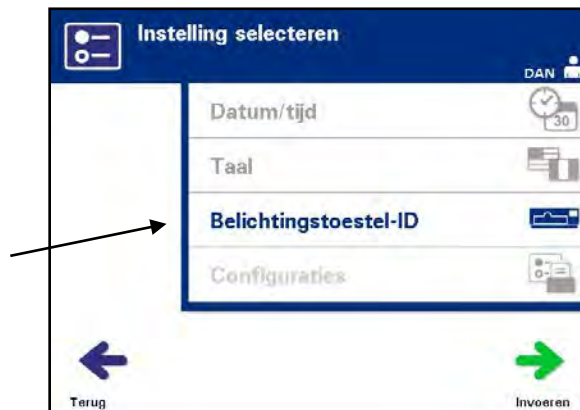 Instelling selecteren
DAN
Datum/tijd
30
Taal
Belichtingstoestel-ID
Configuraties
Terug
Invoeren